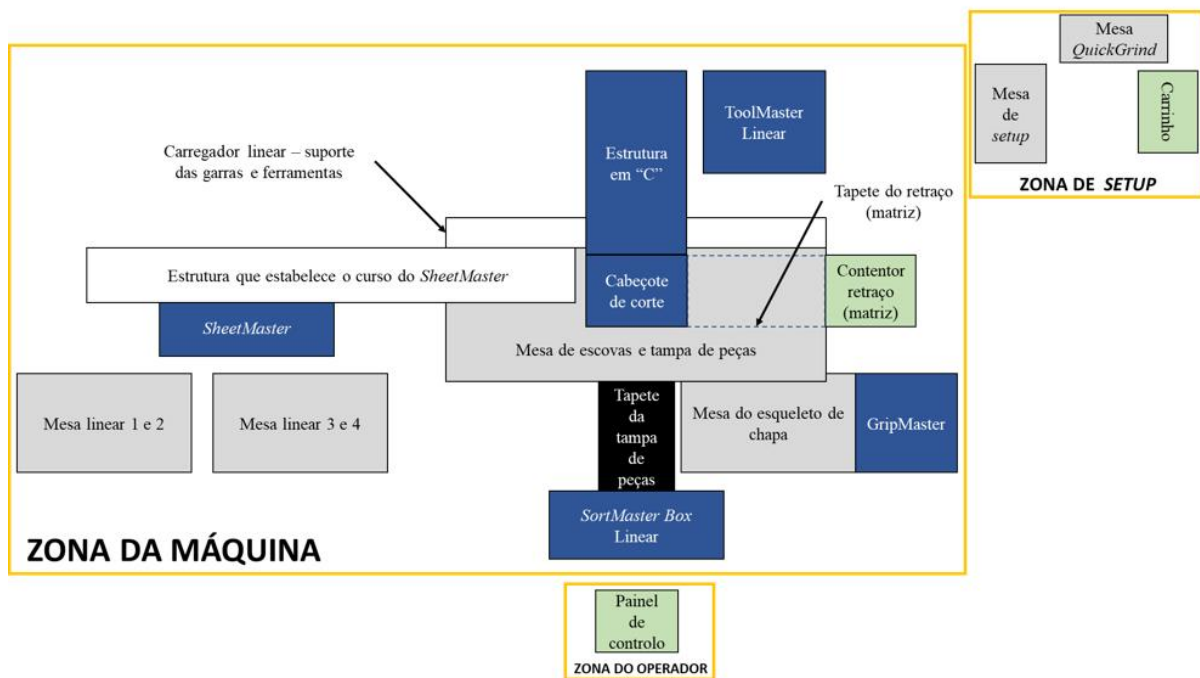 Mesa
QuickGrind
Mesa
de
setup
Carrinho
ZONA DE SETUP
ToolMaster
Linear
Estrutura
em “C”
Carregador linear – suporte
das garras e ferramentas
Tapete do retraço
(matriz)
Estrutura que estabelece o curso do SheetMaster
Cabeçote
de corte
Contentor
retraço
(matriz)
SheetMaster
Mesa de escovas e tampa de peças
Mesa linear 1 e 2
Mesa linear 3 e 4
Tapete
da
tampa
de
peças
Mesa do esqueleto de
chapa
GripMaster
SortMaster Box
Linear
ZONA DA MÁQUINA
Painel
de
controlo
ZONA DO OPERADOR